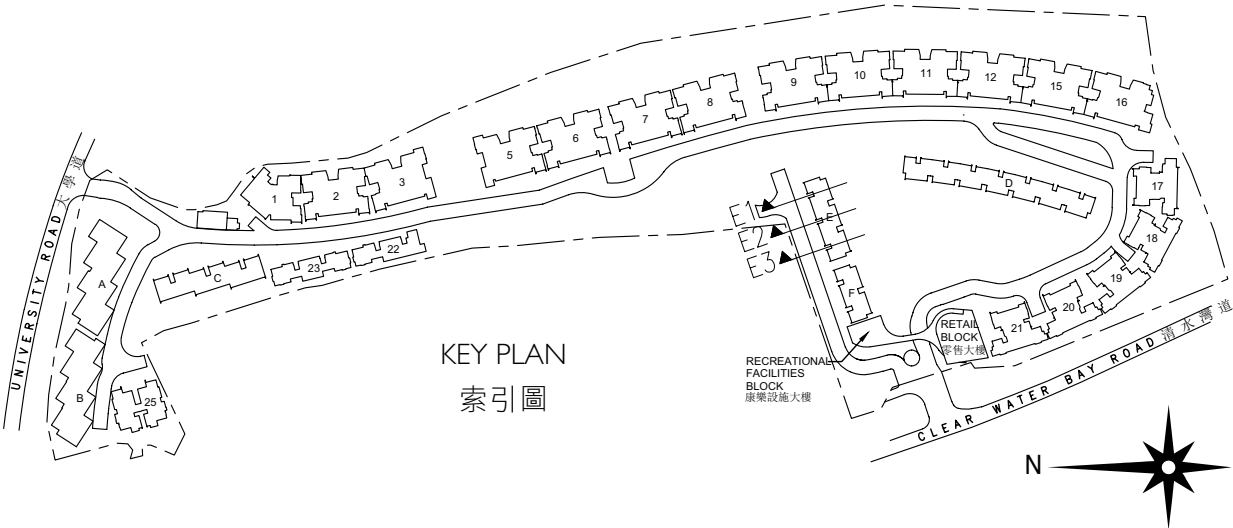 16
15
12
11
10
9
8
7
6
5
3
2
1
17
18
19
20
21
22
23
25
A
B
C
D
E
F
E1
E2
E3
UNIVERSITY ROAD 大學道
KEY PLAN
索引圖
RECREATIONAL
FACILITIES
BLOCK
康樂設施大樓
RETAIL
BLOCK
零售大樓
CLEAR WATER BAY ROAD 清水灣道
N